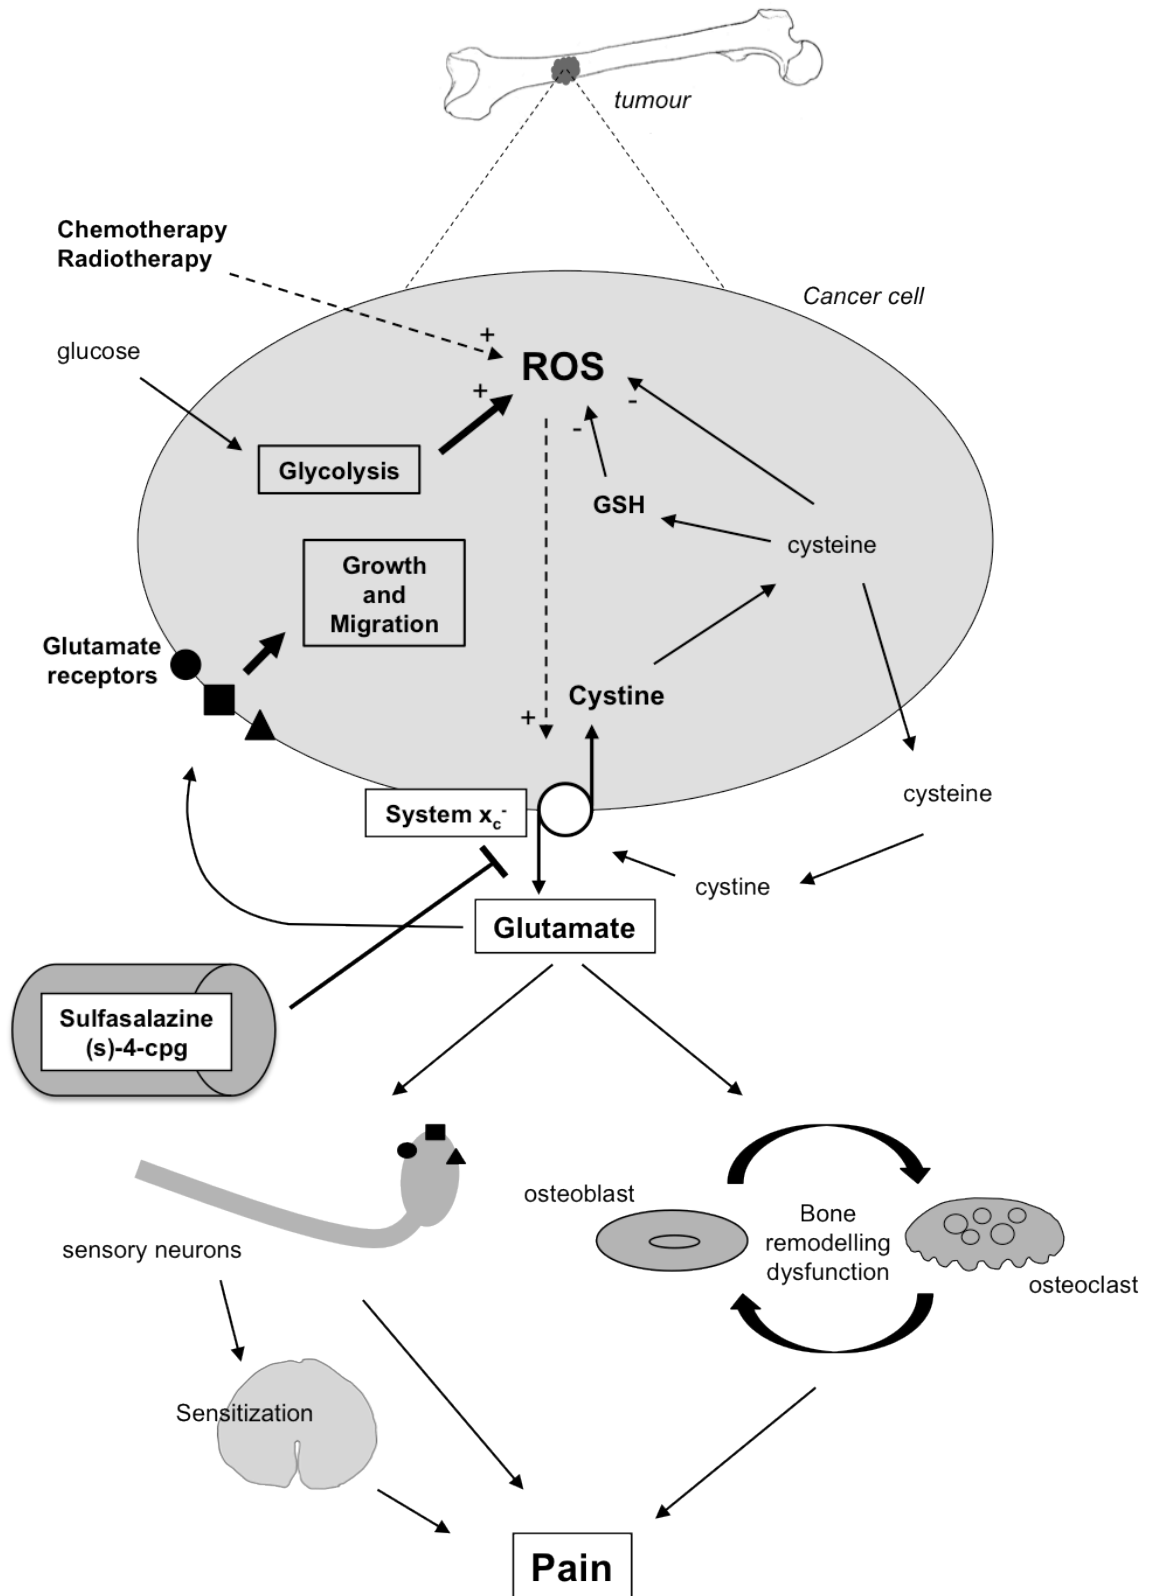 tumour
Chemotherapy
Radiotherapy
Cancer cell
+
glucose
ROS
+
-
-
Glycolysis
GSH
cysteine
Growth
and
Migration
Glutamate
receptors
Cystine
+
cysteine
System xc-
cystine
Glutamate
Sulfasalazine
(s)-4-cpg
osteoblast
sensory neurons
Bone
remodelling
dysfunction
osteoclast
Sensitization
Pain